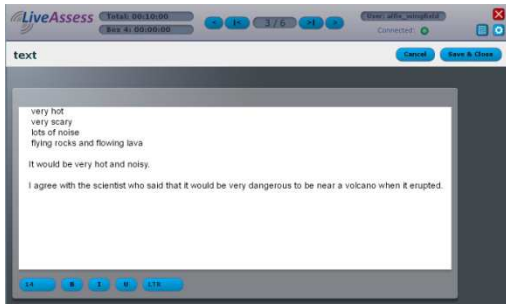 LiveAssess
Total: 00:10:00
Box 4: 00:00:00
3 / 6
Connected:
text
Cancel
Save & Close
very hot
very scary
lots of noise
flying rocks and flowing lava
It would be very hot and noisy.
I agree with the scientist who said that it would be very dangerous to be near a volcano when it erupted.
14
B
I
U
LTR